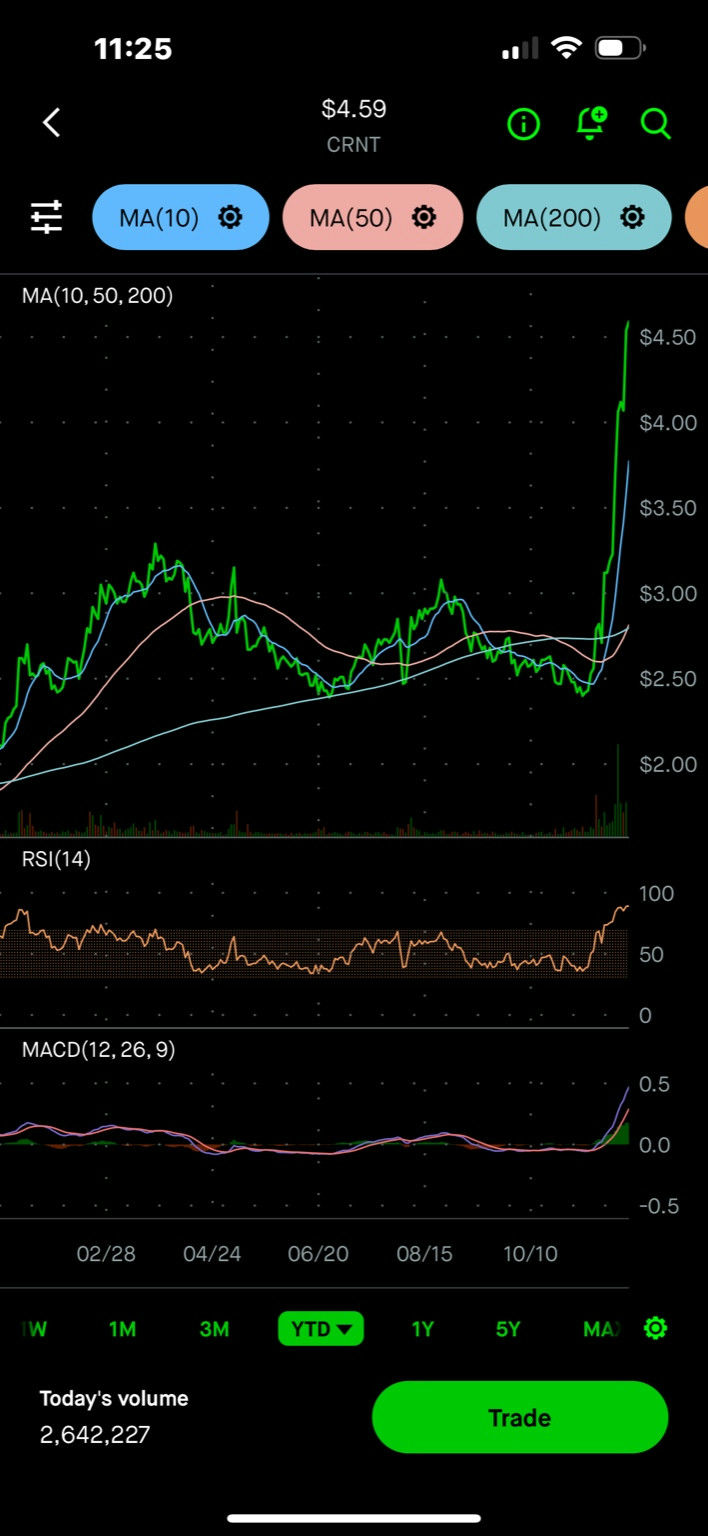 11:25
$4.59
CRNT
MA(10) MA(50) MA(200)
MA(10,50,200)
$4.50
$4.00
$3.50
$3.00
$2.50
$2.00
RSI(14)
100
50
0
MACD(12,26,9)
0.5
0.0
-0.5
02/28 04/24 06/20 08/15 10/10
1W 1M 3M YTD 1Y 5Y MAX
Today's volume
2,642,227
Trade